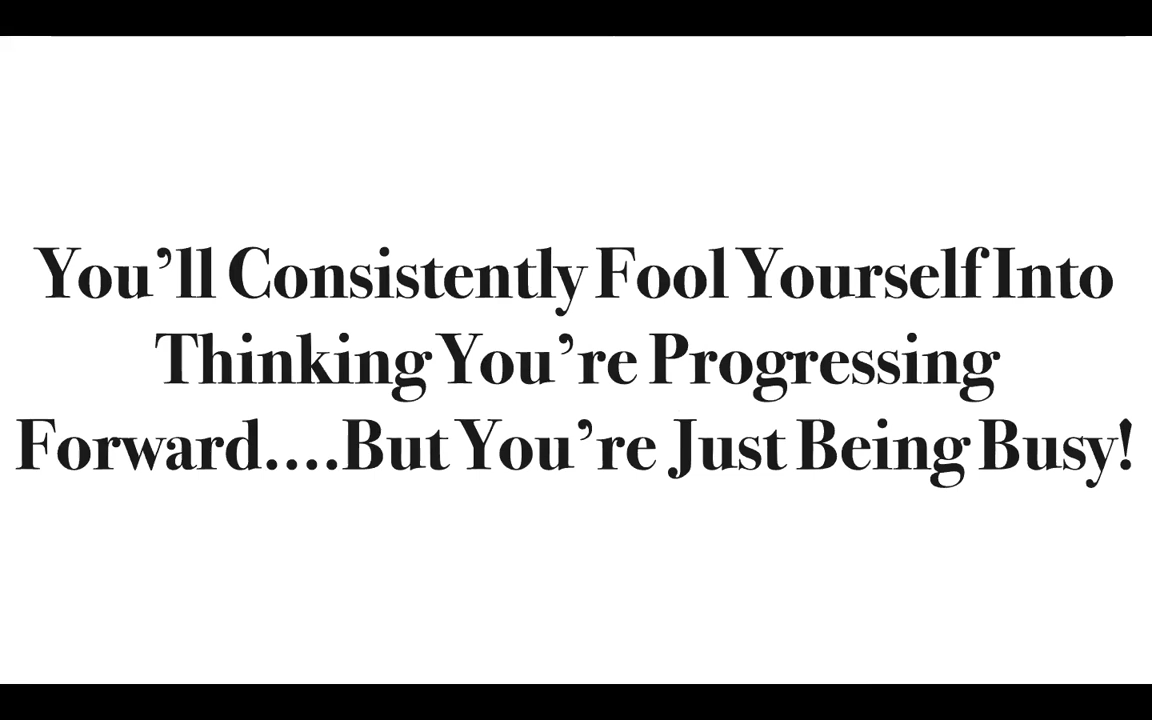 You’ll Consistently Fool Yourself Into
Thinking You’re Progressing
Forward....But You’re Just Being Busy!